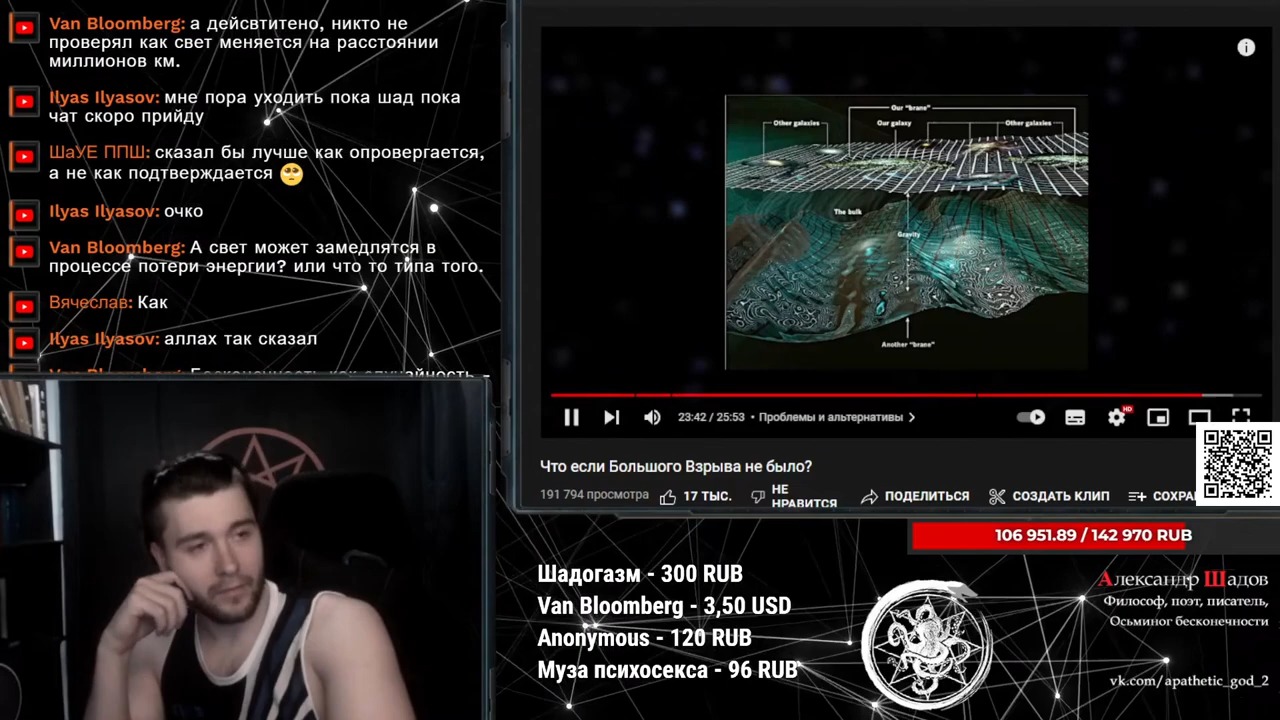 Van Bloomberg: а дейсвтитено, никто не
проверял как свет меняется на расстоянии
миллионов км.
Ilyas Ilyasov: мне пора уходить пока шад пока
чат скоро прийду
ШаУЕ ППШ: сказал бы лучше как опровергается,
а не как подтверждается 🥺
Ilyas Ilyasov: очко
Van Bloomberg: А свет может замедлятся в
процессе потери энергии? или что то типа того.
Вячеслав: Как
Ilyas Ilyasov: аллах так сказал
Our "brane"
Other galaxies
Our galaxy
Other galaxies
The bulk
Gravity
Another "brane"
23:42 / 25:53 • Проблемы и альтернативы
HD
Что если Большого Взрыва не было?
191 794 просмотра
17 ТЫС.
НЕ
НРАВИТСЯ
ПОДЕЛИТЬСЯ
СОЗДАТЬ КЛИП
106 951.89 / 142 970 RUB
Шадогазм - 300 RUB
Van Bloomberg - 3,50 USD
Anonymous - 120 RUB
Муза психосекса - 96 RUB
Александр Шадов
Философ, поэт, писатель,
Осьминог бесконечности
vk.com/apathetic_god_2